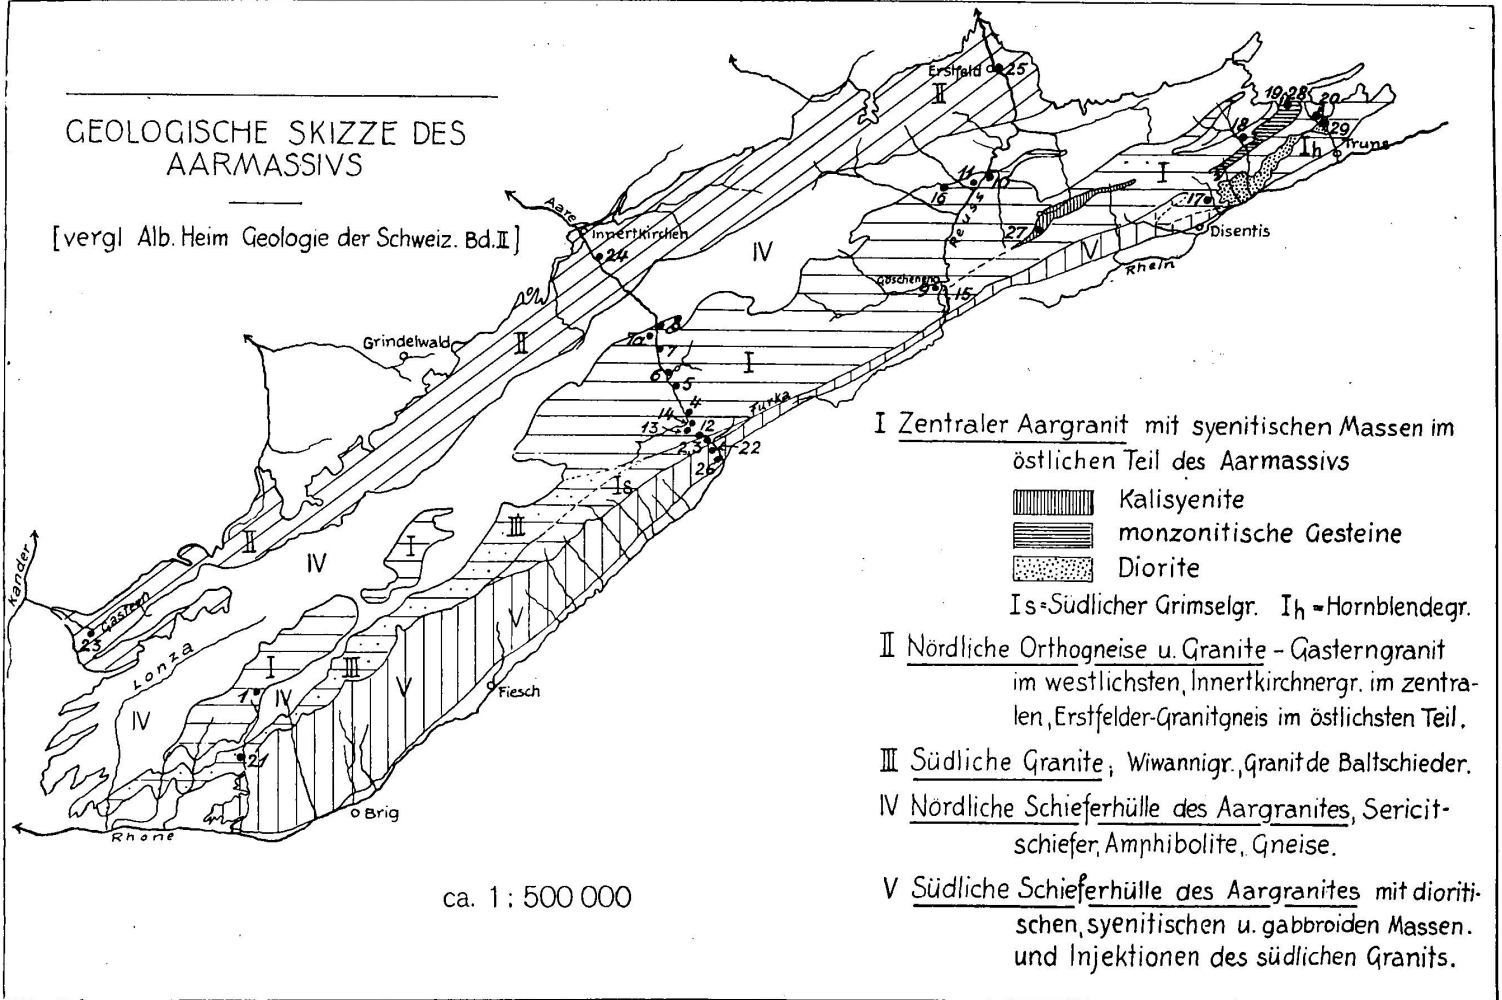 GEOLOGISCHE SKIZZE DES
AARMASSIVS
[vergl Alb. Heim Geologie der Schweiz. Bd. II]
Erstfeld
25
II
19 28
20
18
29
Ih
Truns
I
11
10
16
17
Reuss
27
Disentis
V
Rhein
Aare
Innertkirchen
24
IV
Göschenen
9
15
Grindelwald
II
7a
8
7
6
5
I
4
14
13
12
2,3
22
26
Furka
Is
III
II
I
IV
Kander
Gastern
23
Lonza
V
I
III
V
1
IV
IV
Fiesch
21
Brig
Rhone
ca. 1 : 500 000
I Zentraler Aargranit mit syenitischen Massen im
östlichen Teil des Aarmassivs
Kalisyenite
monzonitische Gesteine
Diorite
Is=Südlicher Grimselgr. Ih=Hornblendegr.
II Nördliche Orthogneise u. Granite – Gasterngranit
im westlichsten, Innertkirchnergr. im zentra-
len, Erstfelder-Granitgneis im östlichsten Teil.
III Südliche Granite; Wiwannigr., Granit de Baltschieder.
IV Nördliche Schieferhülle des Aargranites, Sericit-
schiefer, Amphibolite, Gneise.
V Südliche Schieferhülle des Aargranites mit dioriti-
schen, syenitischen u. gabbroiden Massen.
und Injektionen des südlichen Granits.